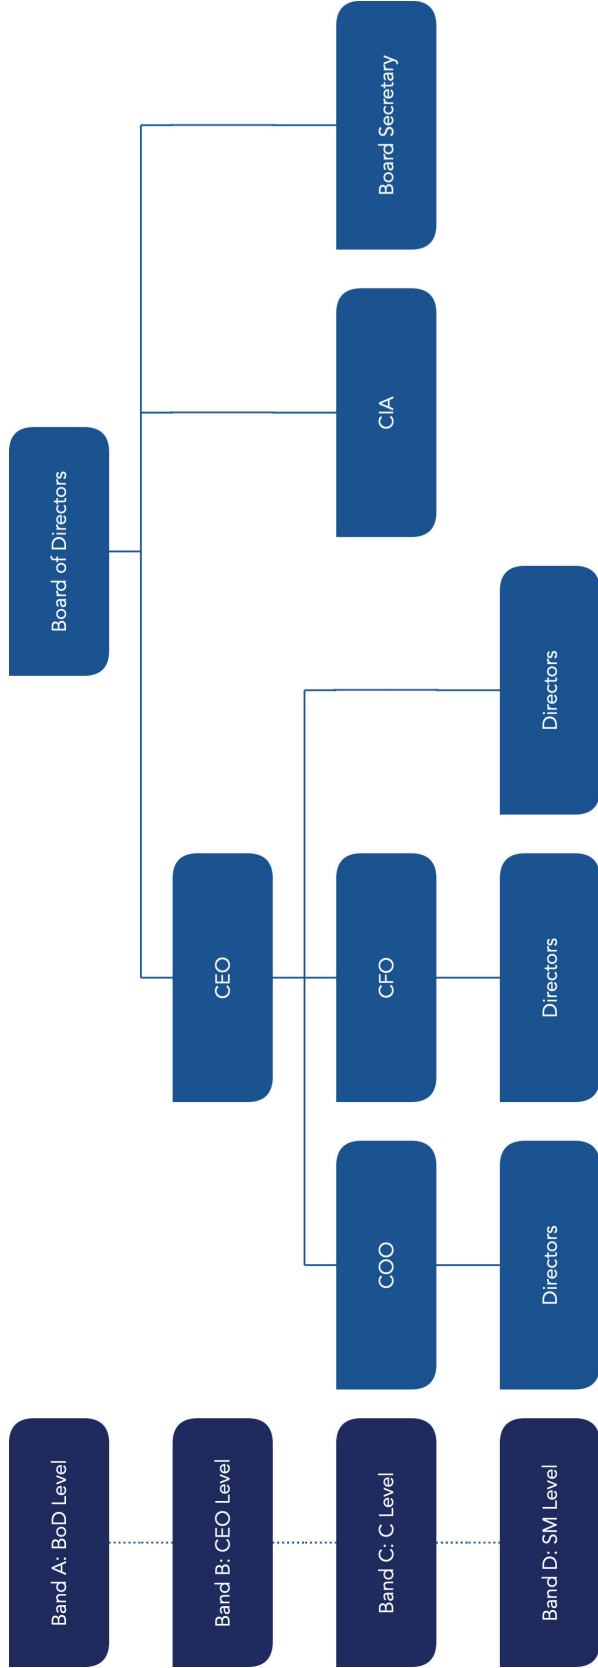 Band A: BoD Level
Board of Directors
Band B: CEO Level
CEO
Band C: C Level
COO
CFO
CIA
Board Secretary
Band D: SM Level
Directors
Directors
Directors